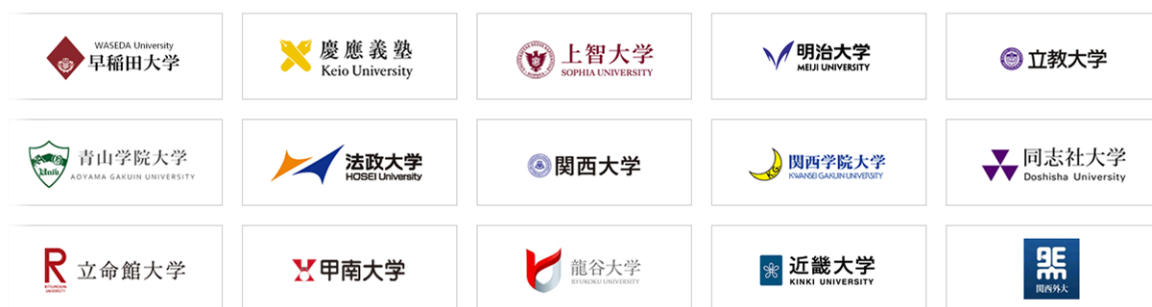 WASEDA University
早稲田大学
慶應義塾
Keio University
上智大学
SOPHIA UNIVERSITY
明治大学
MEIJI UNIVERSITY
立教大学
青山学院大学
AOYAMA GAKUIN UNIVERSITY
法政大学
HOSEI University
関西大学
KG
関西学院大学
KWANSEI GAKUIN UNIVERSITY
同志社大学
Doshisha University
R
RITSUMEIKAN
UNIVERSITY
立命館大学
甲南大学
龍谷大学
RYUKOKU UNIVERSITY
近畿大学
KINKI UNIVERSITY
関西外大